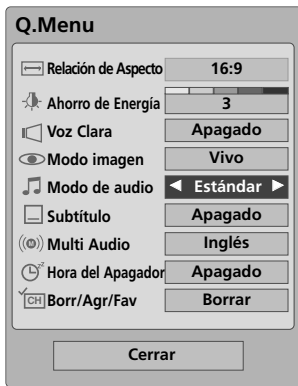 Q.Menu
Relación de Aspecto 16:9
Ahorro de Energía 3
Voz Clara Apagado
Modo imagen Vivo
Modo de audio ◄ Estándar ►
Subtítulo Apagado
Multi Audio Inglés
Hora del Apagador Apagado
CH Borr/Agr/Fav Borrar
Cerrar